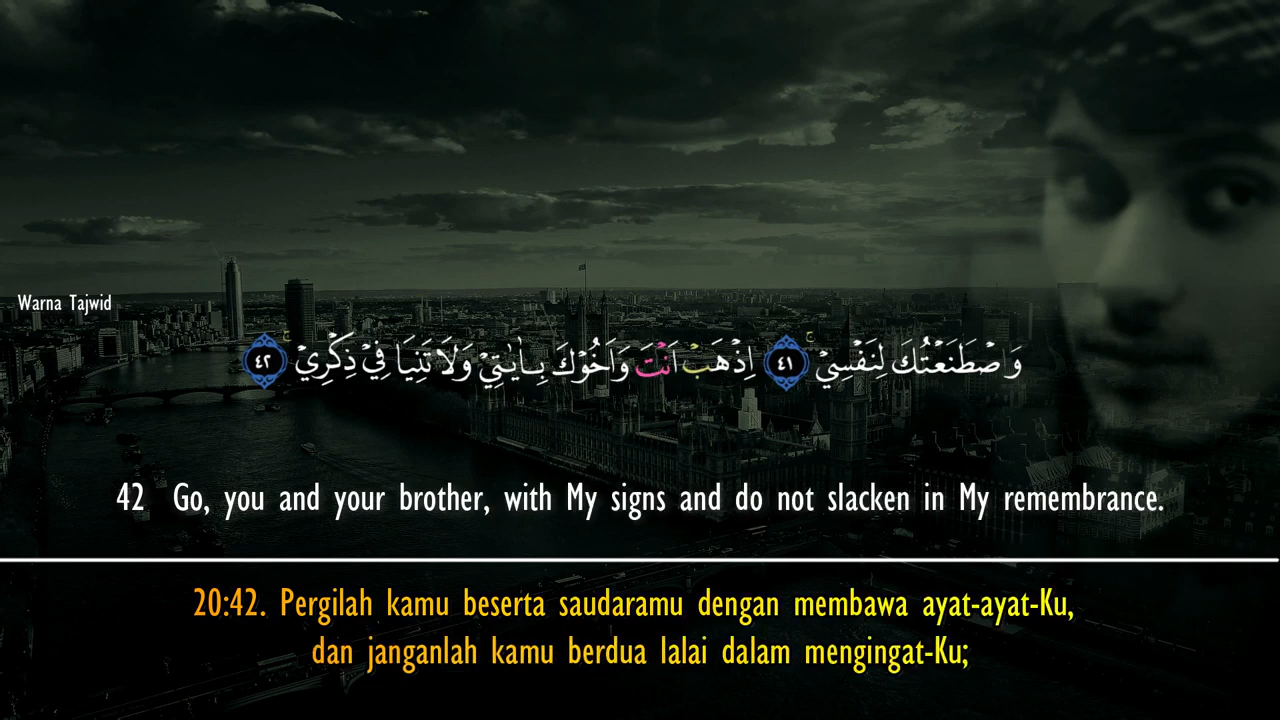 Warna Tajwid
وَاصْطَنَعْتُكَ لِنَفْسِيْۚ ٤١ اِذْهَبْ اَنْتَ وَاَخُوْكَ بِاٰيٰتِيْ وَلَا تَنِيَا فِيْ ذِكْرِيْۚ ٤٢
42 Go, you and your brother, with My signs and do not slacken in My remembrance.
20:42. Pergilah kamu beserta saudaramu dengan membawa ayat-ayat-Ku,
dan janganlah kamu berdua lalai dalam mengingat-Ku;